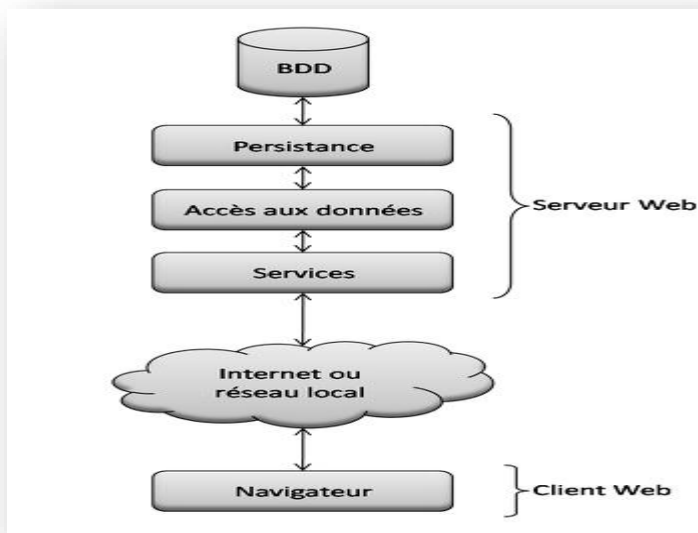 BDD
Persistance
Accès aux données
Services
Serveur Web
Internet ou
réseau local
Navigateur
Client Web